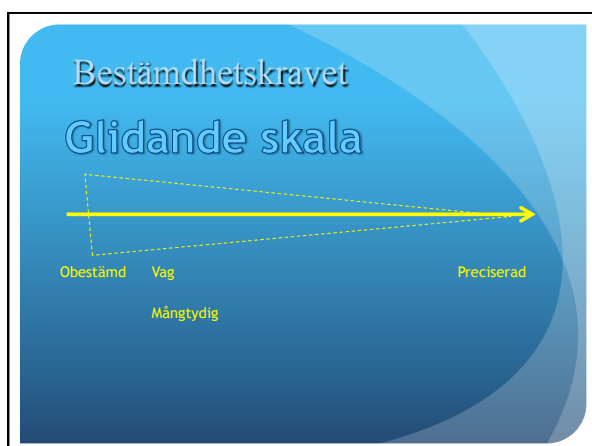 Bestämdhetskravet
Glidande skala
Obestämd Vag Preciserad
Mångtydig